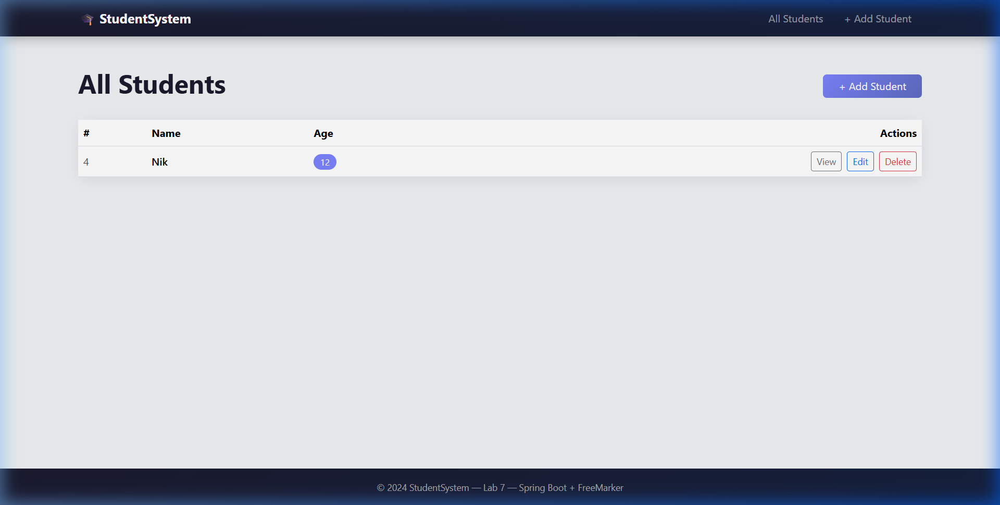 StudentSystem All Students + Add Student
All Students + Add Student
# Name Age Actions
4 Nik 12 View Edit Delete
© 2024 StudentSystem — Lab 7 — Spring Boot + FreeMarker